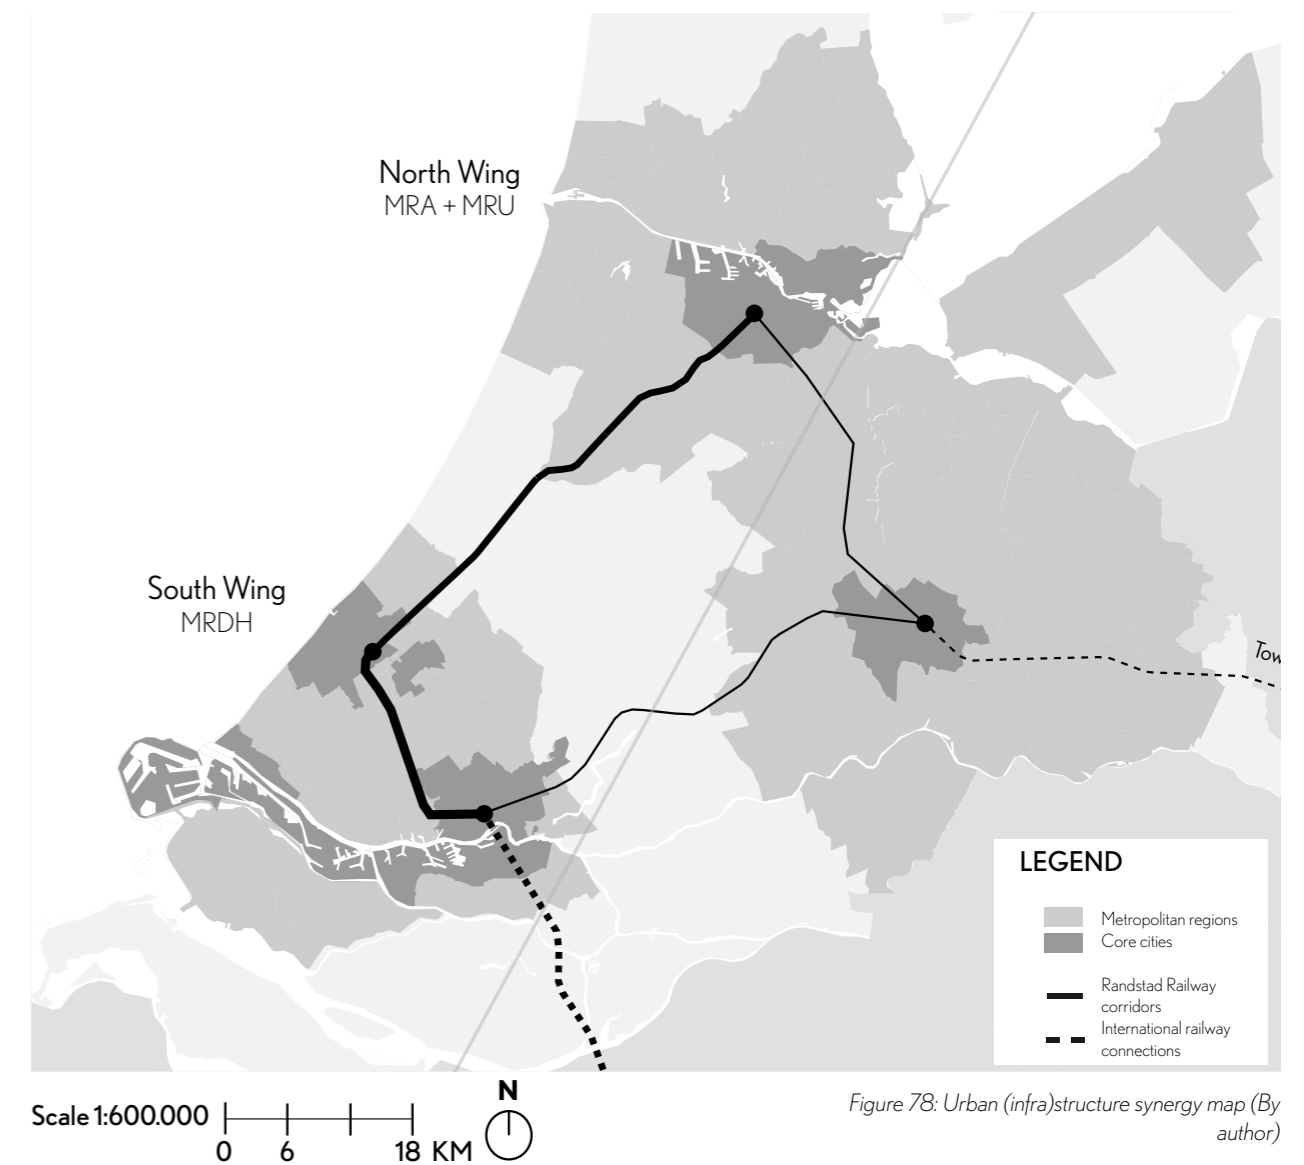 North Wing
MRA + MRU
South Wing
MRDH
LEGEND
Metropolitan regions
Core cities
Randstad Railway
corridors
International railway
connections
Scale 1:600.000
0 6 18 KM
N
Figure 78: Urban (infra)structure synergy map (By
author)